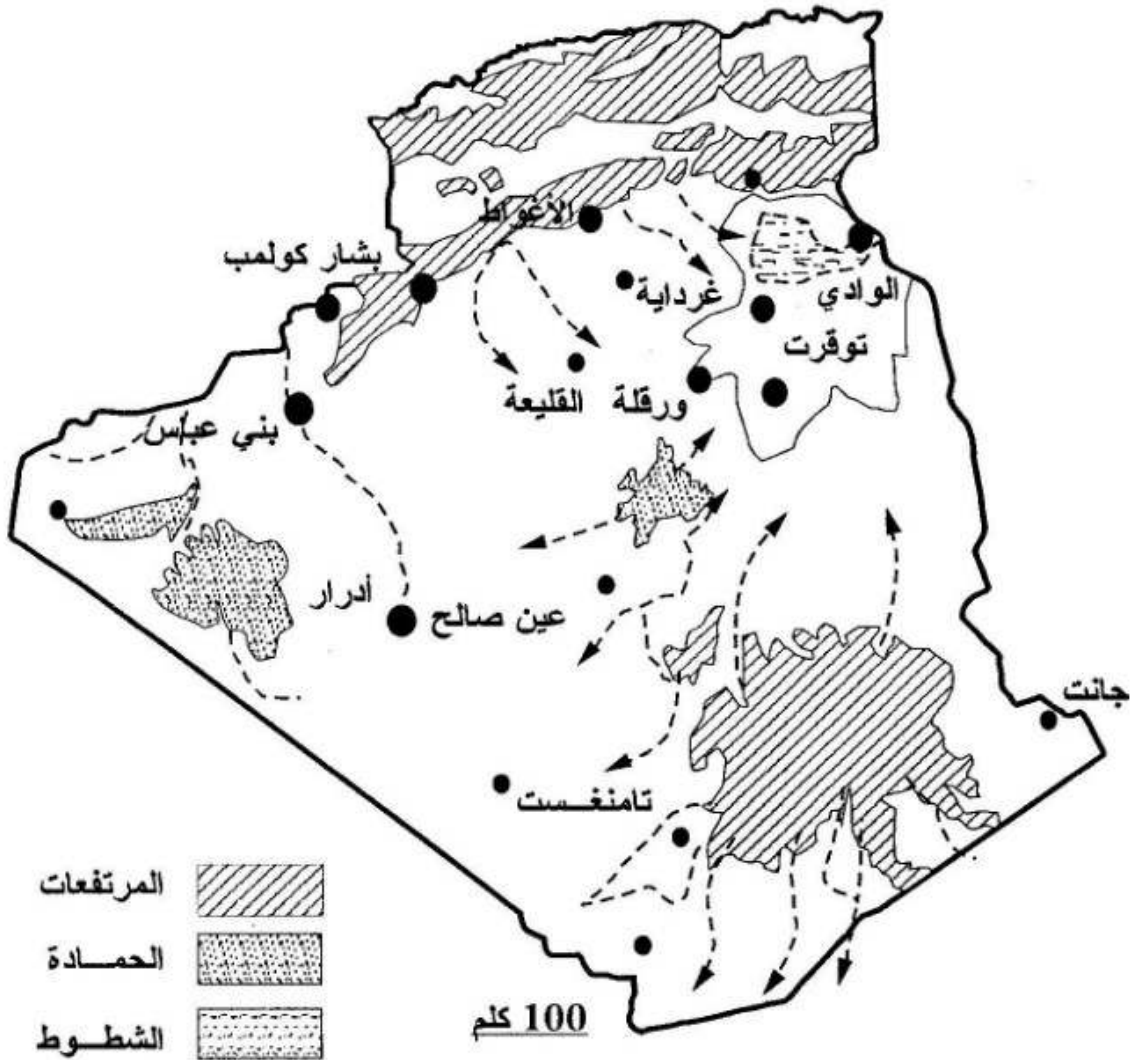 الأغواط
بشار كولمب
غرداية
الوادي
توقرت
القليعة
ورقلة
بني عباس
أدرار
عين صالح
جانت
تامنغست
المرتفعات
الحمادة
الشطوط
100 كلم